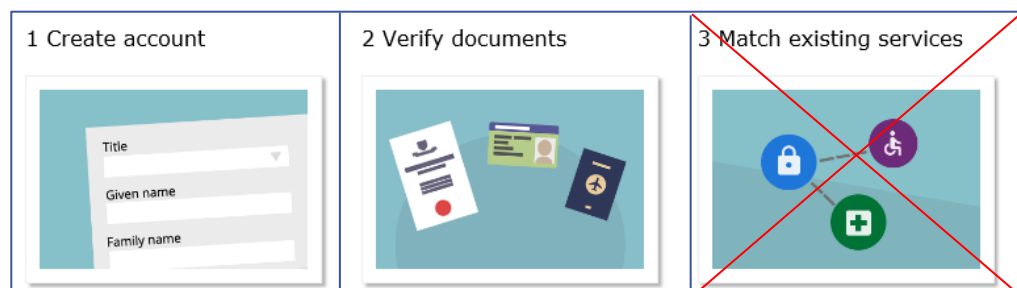 1 Create account
Title
Given name
Family name
2 Verify documents
3 Match existing services